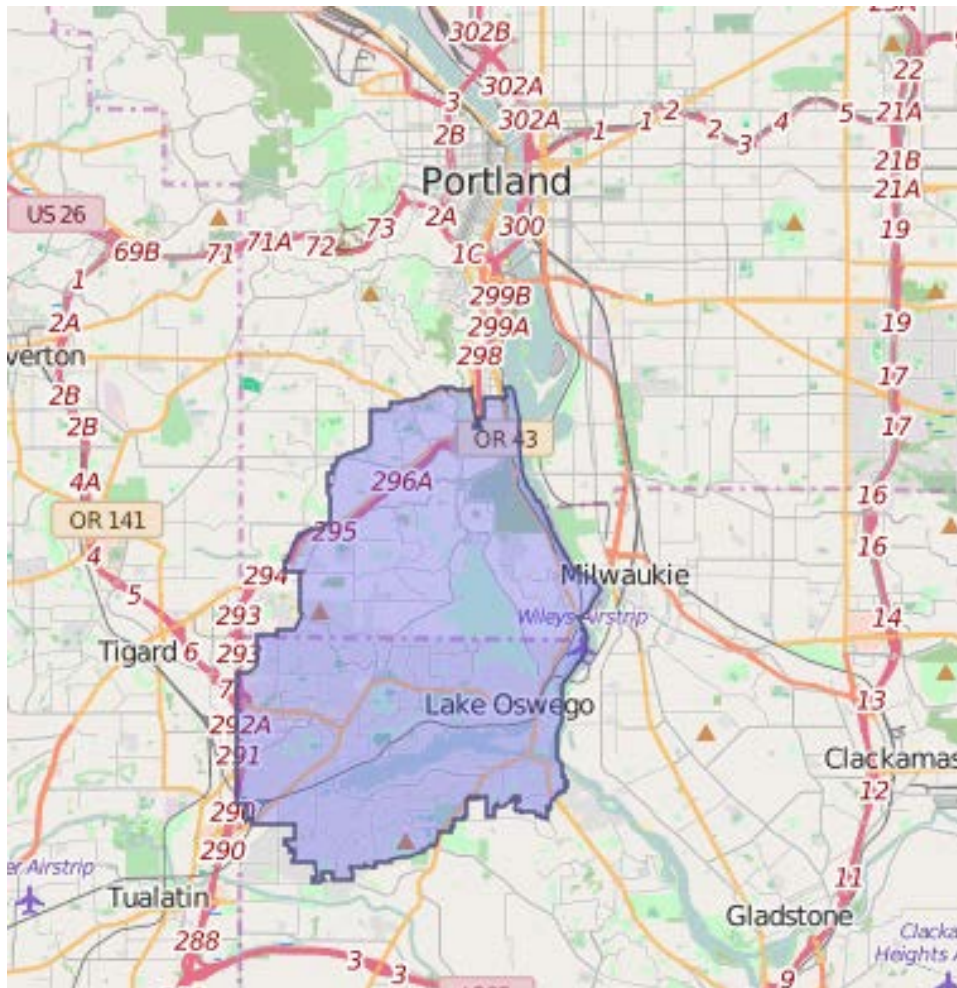 302B
22
302A
3
302A
1
1
2
2
3
4
5
21A
2B
21B
Portland
21A
US 26
2A
300
73
72
71A
71
69B
1C
19
1
299B
2A
299A
19
298
verton
17
2B
2B
17
OR 43
4A
296A
16
OR 141
295
16
4
294
Milwaukie
5
293
Wileys Airstrip
14
Tigard
6
293
7
13
Lake Oswego
292A
291
Clackamas
12
290
290
er Airstrip
11
Tualatin
Gladstone
288
Clacka
Heights A
3
3
9